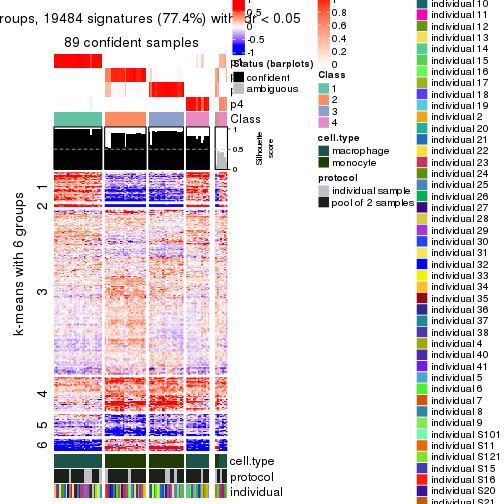 roups, 19484 signatures (77.4%) with
r < 0.05
89 confident samples
p4
Class
1
0.5
0
Silhouette
score
k-means with 6 groups
1
2
3
4
5
6
cell.type
protocol
individual
0.5
0
-0.5
-1
Status (barplots)
confident
ambiguous
0.8
0.6
0.4
0.2
0
Class
1
2
3
4
cell.type
macrophage
monocyte
protocol
individual sample
pool of 2 samples
individual 10
individual 11
individual 12
individual 13
individual 14
individual 15
individual 16
individual 17
individual 18
individual 19
individual 2
individual 20
individual 21
individual 22
individual 23
individual 24
individual 25
individual 26
individual 27
individual 28
individual 29
individual 30
individual 31
individual 32
individual 33
individual 34
individual 35
individual 36
individual 37
individual 38
individual 4
individual 40
individual 41
individual 5
individual 6
individual 7
individual 8
individual 9
individual S101
individual S11
individual S121
individual S15
individual S16
individual S20
individual S21